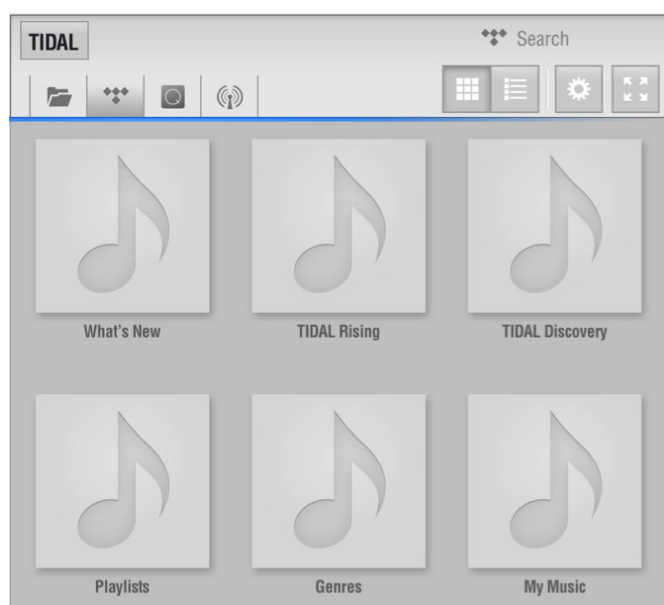 TIDAL
Search
What's New
TIDAL Rising
TIDAL Discovery
Playlists
Genres
My Music